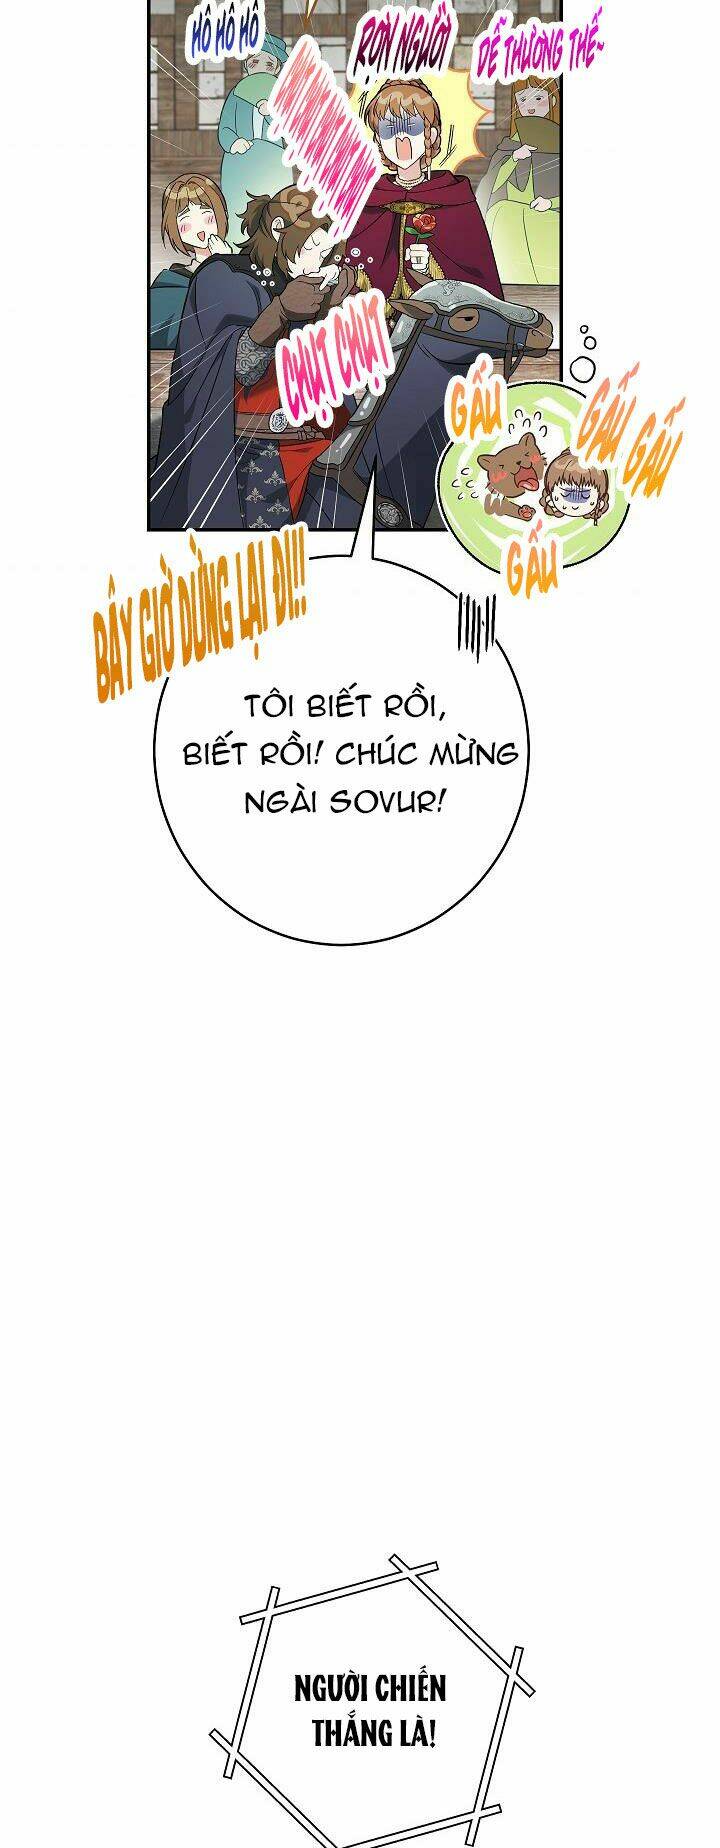 HÔ HÔ HÔ
RỢN NGƯỜI
DỄ THƯƠNG THẾ~
CHỤT CHỤT
GẤU
GẤU GẤU
GẤU
BÂY GIỜ DỪNG LẠI ĐI!!
TÔI BIẾT RỒI,
BIẾT RỒI! CHÚC MỪNG
NGÀI SOVUR!
NGƯỜI CHIẾN
THẮNG LÀ!